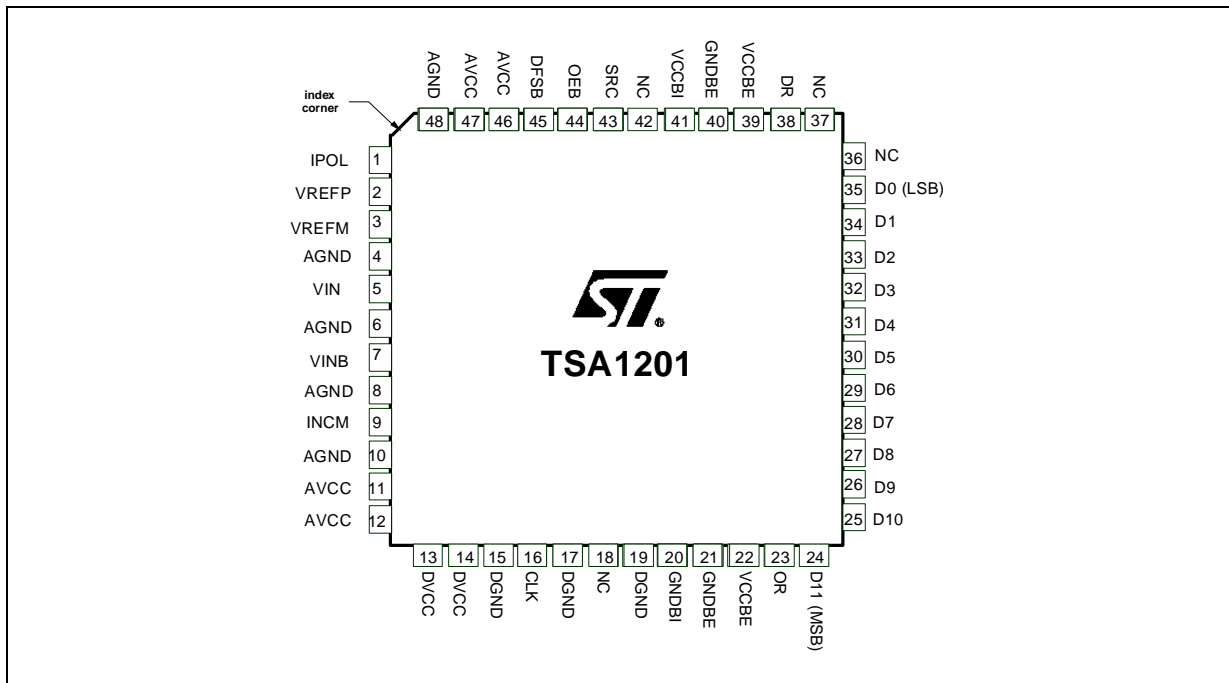 AGND AVCC AVCC DFSB OEB SRC NC VCCBI GNDBE VCCBE DR NC
index
corner
48 47 46 45 44 43 42 41 40 39 38 37
IPOL 1
VREFP 2
VREFM 3
AGND 4
VIN 5
AGND 6
VINB 7
AGND 8
INCM 9
AGND 10
AVCC 11
AVCC 12
ST®
TSA1201
36 NC
35 D0 (LSB)
34 D1
33 D2
32 D3
31 D4
30 D5
29 D6
28 D7
27 D8
26 D9
25 D10
13 14 15 16 17 18 19 20 21 22 23 24
DVCC DVCC DGND CLK DGND NC DGND GNDBI GNDBE VCCBE OR D11 (MSB)